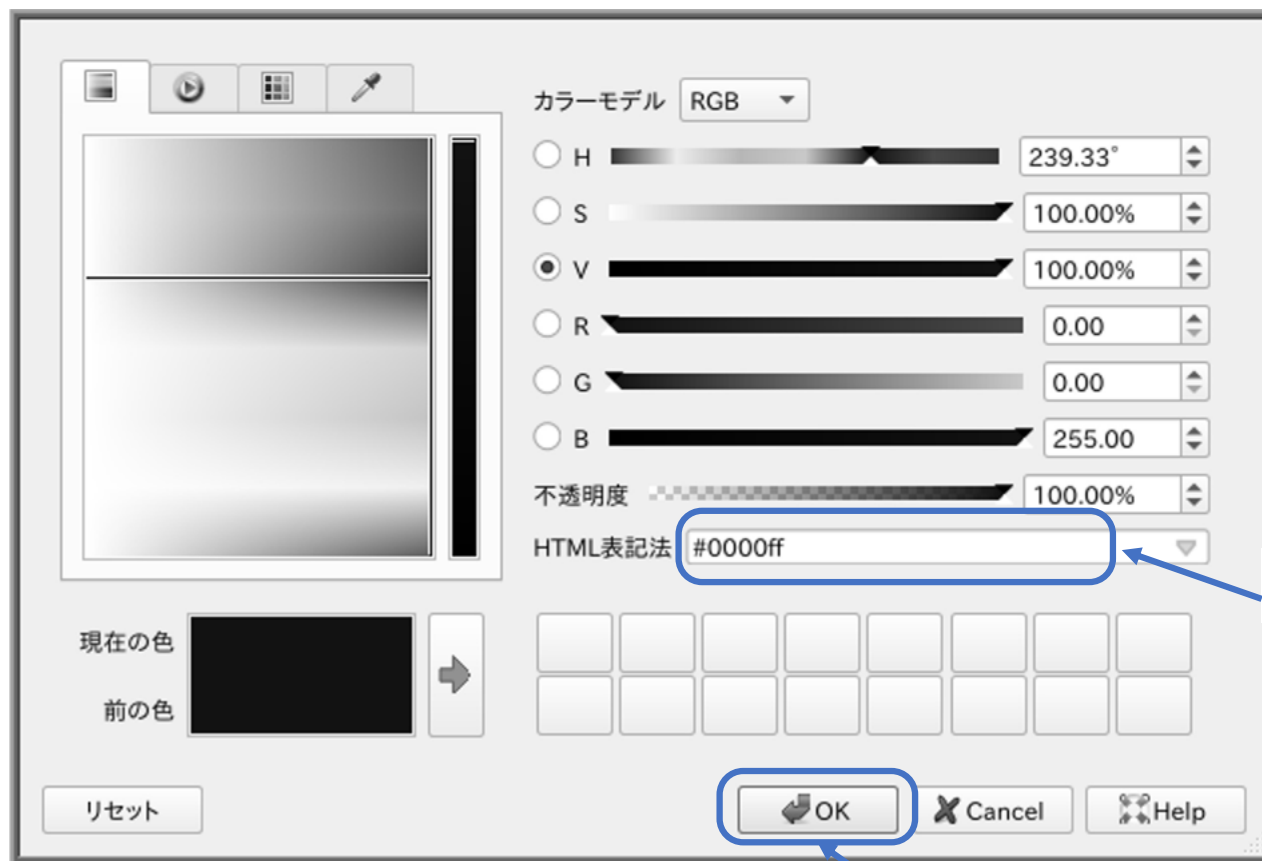 カラーモデル RGB
H 239.33°
S 100.00%
V 100.00%
R 0.00
G 0.00
B 255.00
不透明度 100.00%
HTML表記法 #0000ff
現在の色
前の色
リセット OK Cancel Help